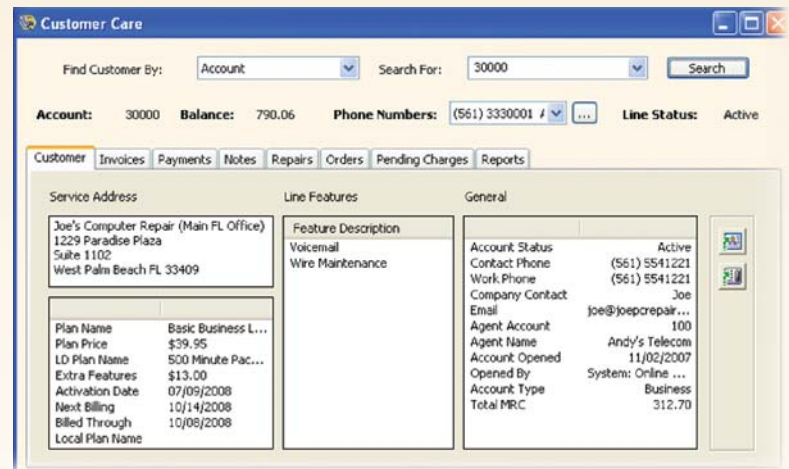 Customer Care
Find Customer By: Account Search For: 30000 Search
Account: 30000 Balance: 790.06 Phone Numbers: (561) 3330001 ... Line Status: Active
Customer Invoices Payments Notes Repairs Orders Pending Charges Reports
Service Address
Joe's Computer Repair (Main FL Office)
1229 Paradise Plaza
Suite 1102
West Palm Beach FL 33409
Plan Name Basic Business L...
Plan Price $39.95
LD Plan Name 500 Minute Pac...
Extra Features $13.00
Activation Date 07/09/2008
Next Billing 10/14/2008
Billed Through 10/08/2008
Local Plan Name
Line Features
Feature Description
Voicemail
Wire Maintenance
General
Account Status Active
Contact Phone (561) 5541221
Work Phone (561) 5541221
Company Contact Joe
Email joe@joepcrepair...
Agent Account 100
Agent Name Andy's Telecom
Account Opened 11/02/2007
Opened By System: Online ...
Account Type Business
Total MRC 312.70